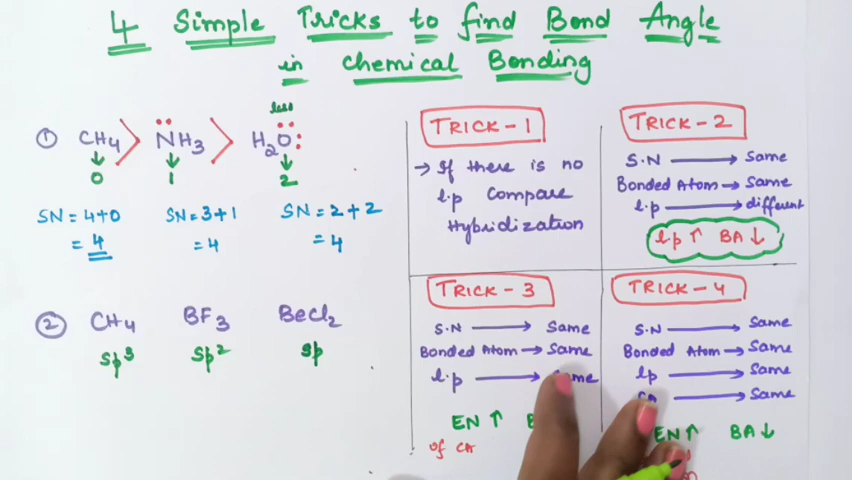 4 Simple Tricks to find Bond Angle
in Chemical Bonding
① CH4 > NH3 > H2O
less
0 1 2
SN = 4+0 SN = 3+1 SN = 2+2
= 4 = 4 = 4
② CH4 BF3 BeCl2
sp3 sp2 sp
TRICK - 1
→ If there is no
l.p Compare
Hybridization
TRICK - 2
S.N → Same
Bonded Atom → Same
l.p → different
l.p ↑ BA ↓
TRICK - 3
S.N → Same
Bonded Atom → Same
l.p → Same
EN ↑
of CA
TRICK - 4
S.N → Same
Bonded Atom → Same
lp → Same
CA → Same
EN ↑ BA ↓